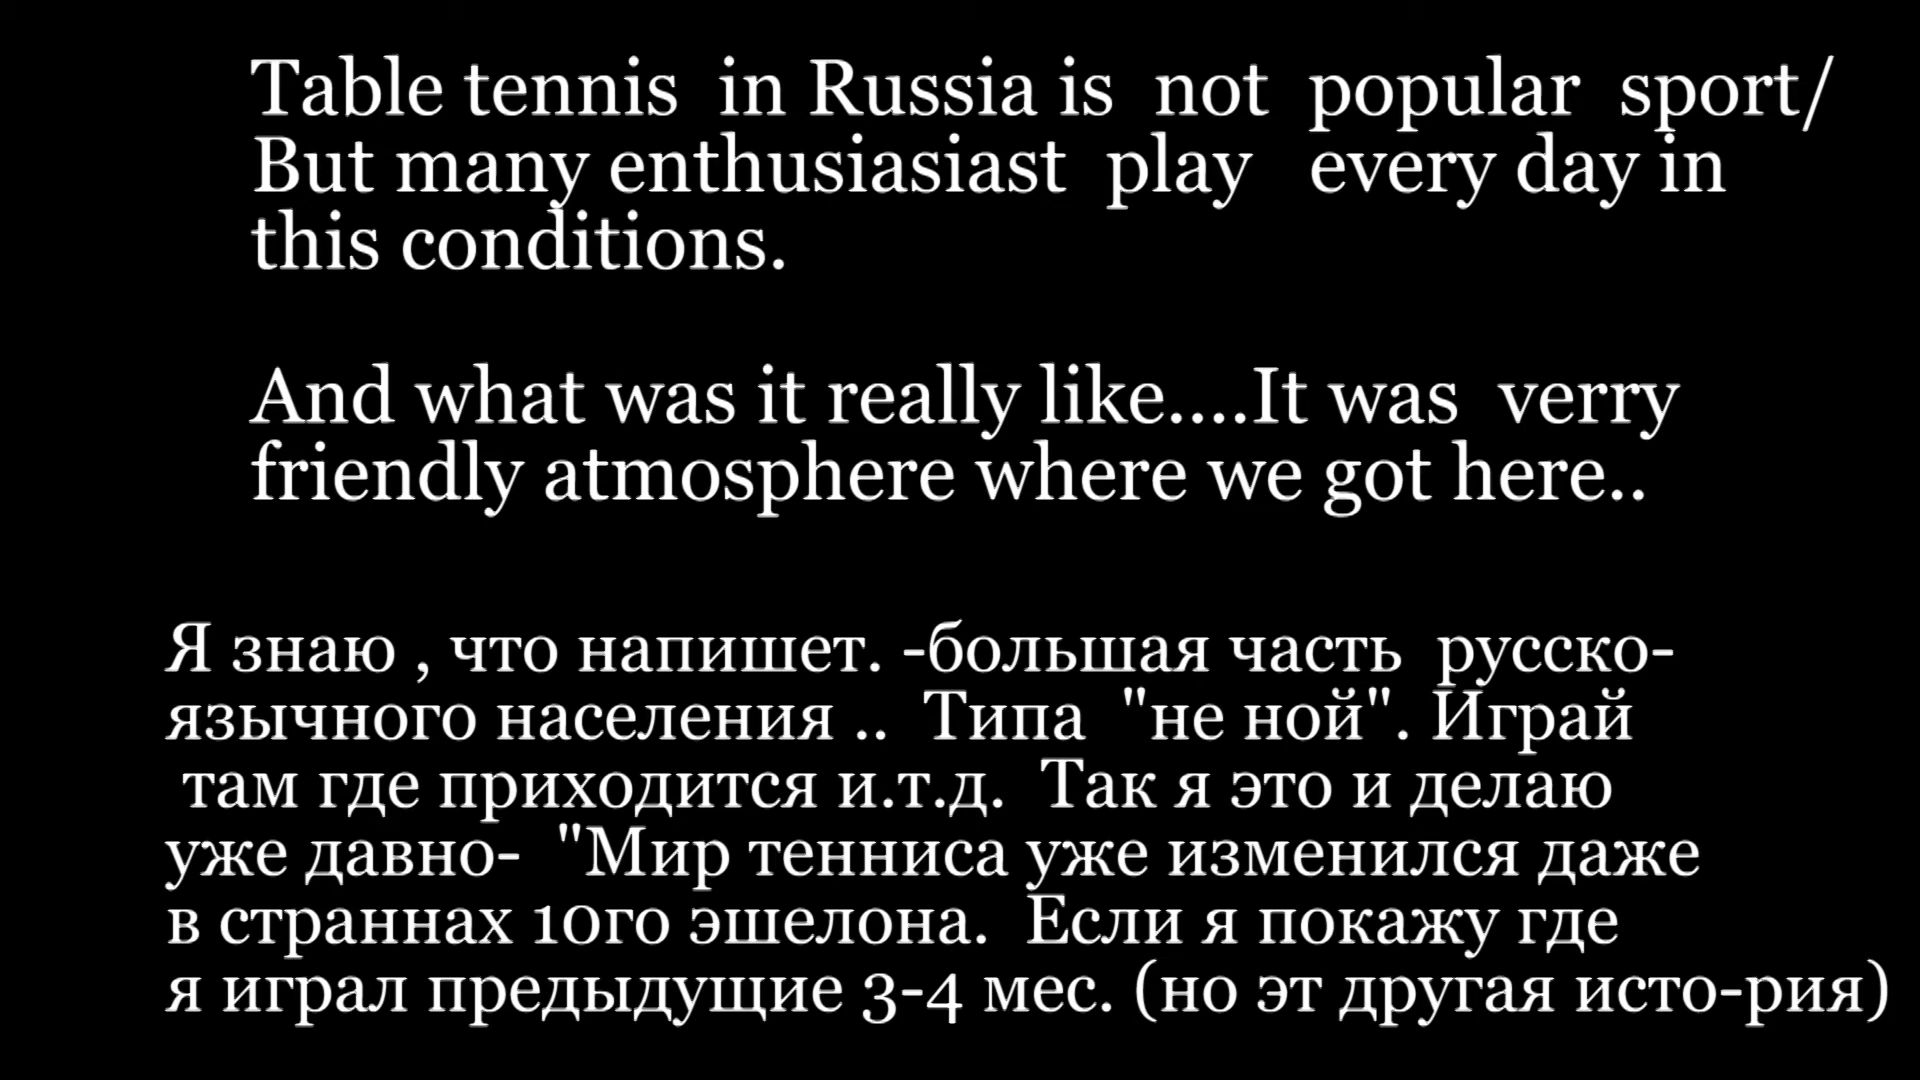 Table tennis in Russia is not popular sport/
But many enthusiasiast play every day in
this conditions.
And what was it really like....It was verry
friendly atmosphere where we got here..
Я знаю , что напишет. -большая часть русско-
язычного населения .. Типа "не ной". Играй
там где приходится и.т.д. Так я это и делаю
уже давно- "Мир тенниса уже изменился даже
в страннах 10го эшелона. Если я покажу где
я играл предыдущие 3-4 мес. (но эт другая исто-рия)